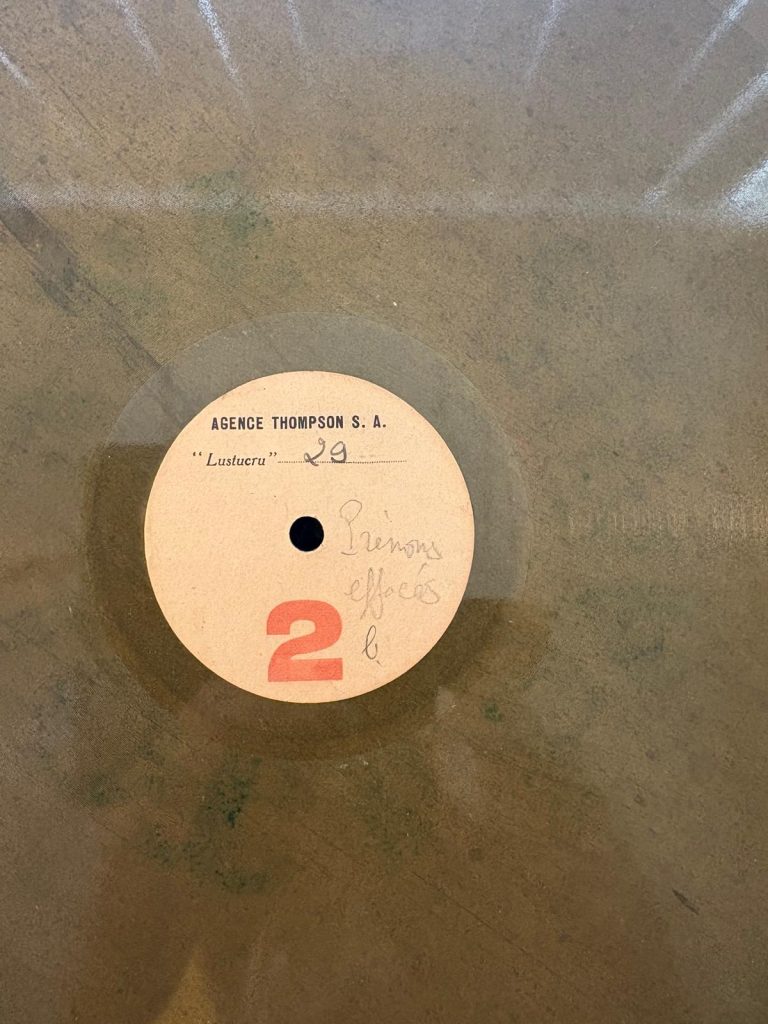 AGENCE THOMPSON S. A.
"Lustucru" 29
Prénoms
effacés
2 b.